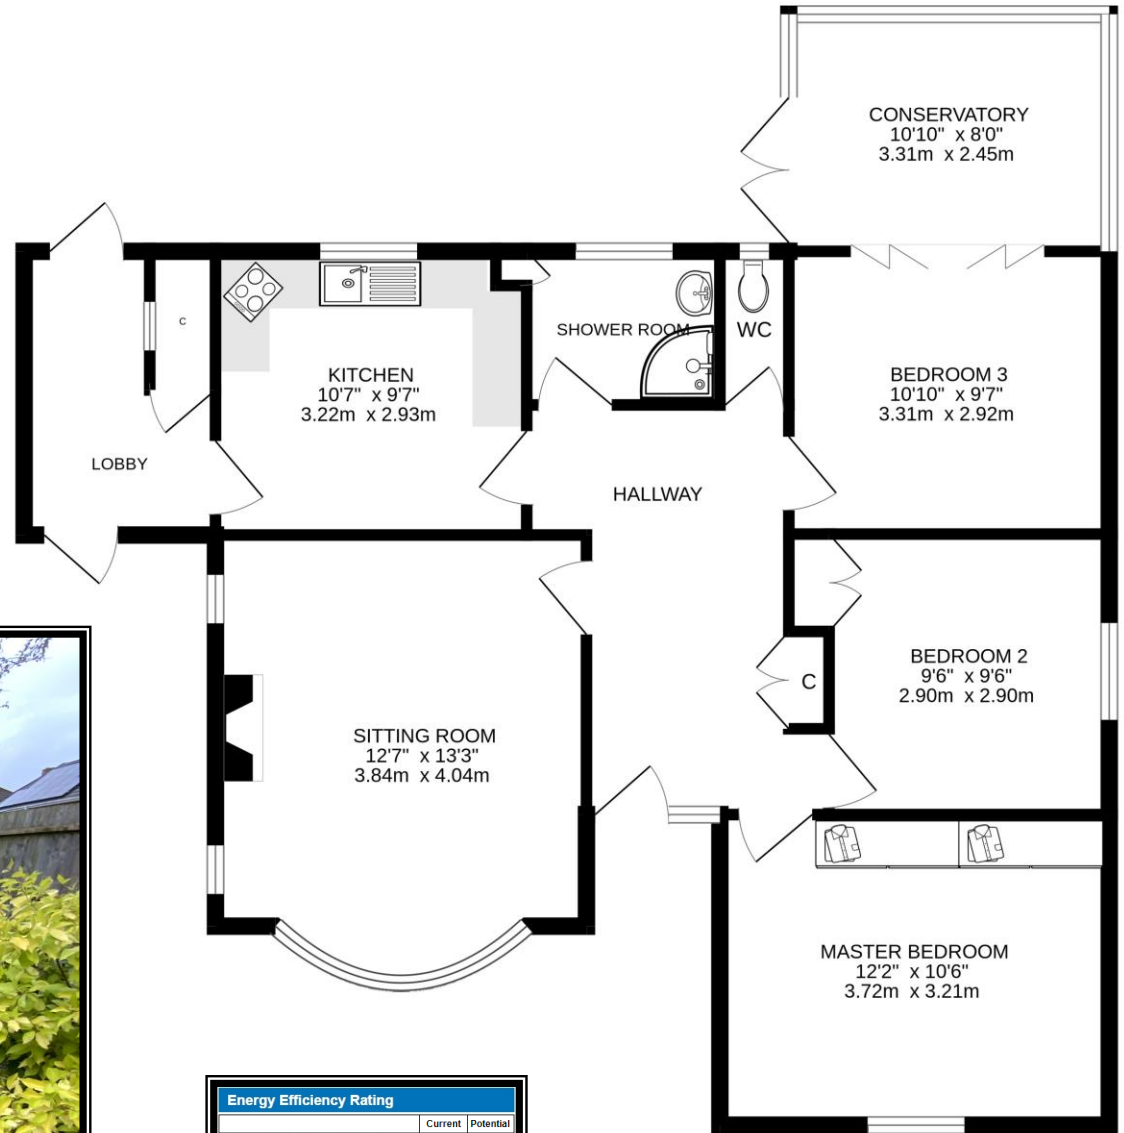 CONSERVATORY
10'10" x 8'0"
3.31m x 2.45m
C
KITCHEN
10'7" x 9'7"
3.22m x 2.93m
SHOWER ROOM
WC
BEDROOM 3
10'10" x 9'7"
3.31m x 2.92m
LOBBY
HALLWAY
BEDROOM 2
9'6" x 9'6"
2.90m x 2.90m
C
SITTING ROOM
12'7" x 13'3"
3.84m x 4.04m
MASTER BEDROOM
12'2" x 10'6"
3.72m x 3.21m
Energy Efficiency Rating
Current Potential